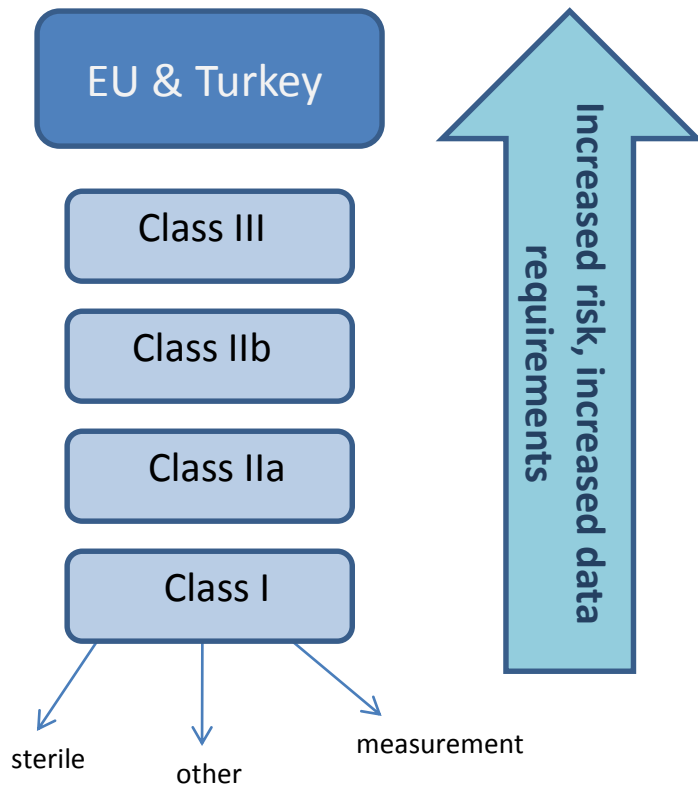 EU & Turkey
Class III
Class IIb
Class IIa
Class I
sterile
other
measurement
Increased risk, increased data
requirements